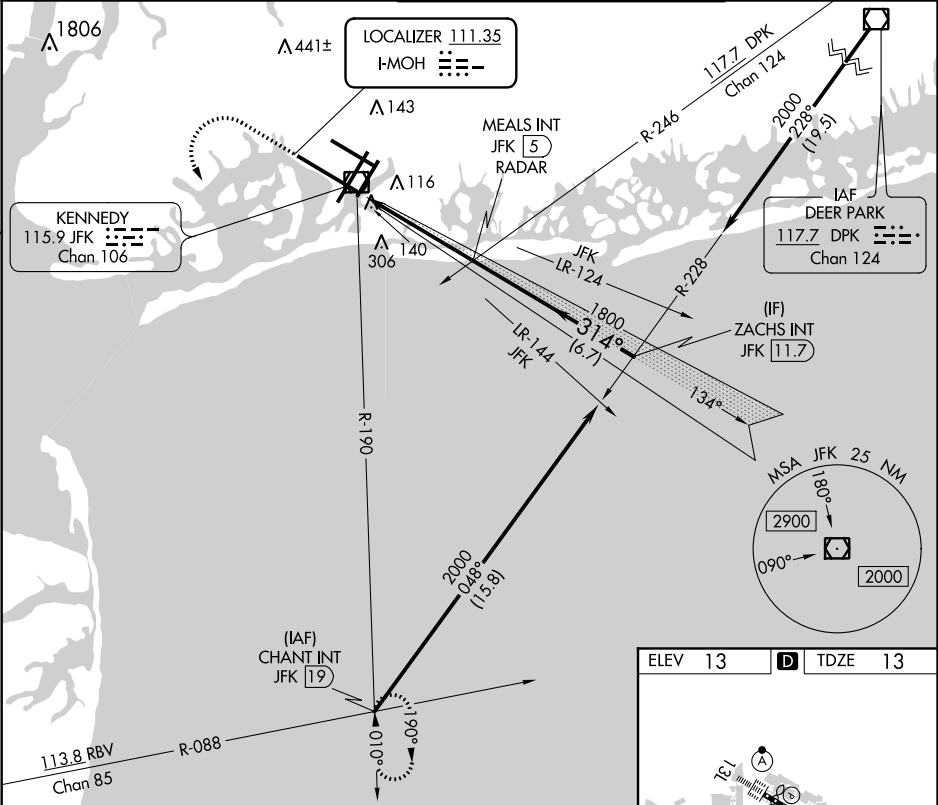 1806
441±
LOCALIZER 111.35
I-MOH
143
117.7 DPK
Chan 124
R-246
2000
228°
(19.5)
MEALS INT
JFK 5
RADAR
116
KENNEDY
115.9 JFK
Chan 106
306
140
IAF
DEER PARK
117.7 DPK
Chan 124
JFK
LR-124
R-228
1800
314°
(6.7)
(IF)
ZACHS INT
JFK 11.7
LR-144
JFK
134°
R-190
MSA JFK 25 NM
180°
2900
090°
2000
2000
048°
(15.8)
(IAF)
CHANT INT
JFK 19
190°
010°
113.8 RBV
Chan 85
R-088
ELEV 13
D
TDZE 13
A
13L
P